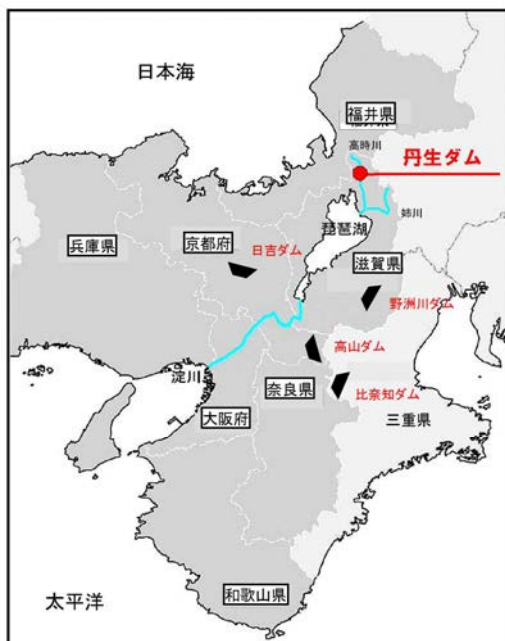 日本海
福井県
高時川
丹生ダム
姉川
琵琶湖
兵庫県
京都府
日吉ダム
滋賀県
野洲川ダム
高山ダム
淀川
奈良県
比奈知ダム
大阪府
三重県
和歌山県
太平洋